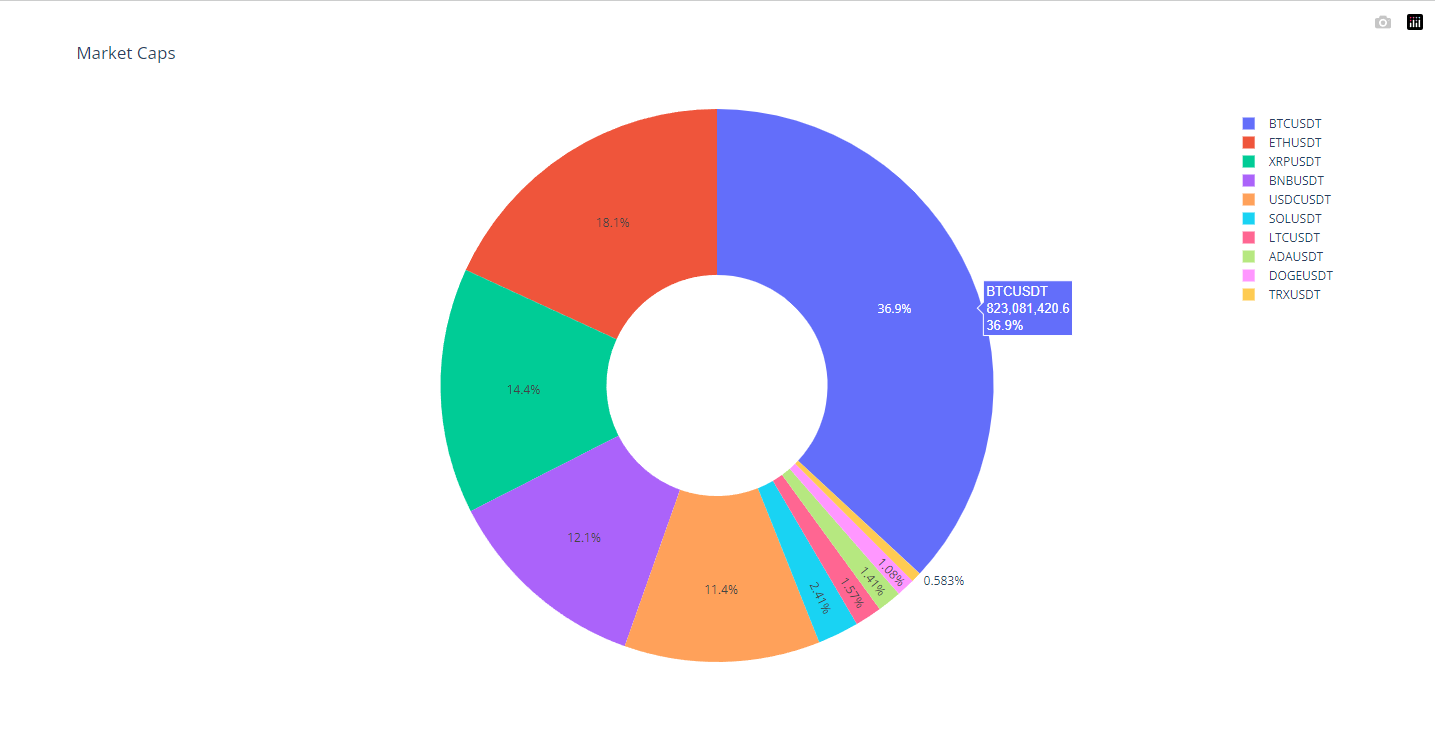 Market Caps
BTCUSDT
ETHUSDT
XRPUSDT
BNBUSDT
USDCUSDT
SOLUSDT
LTCUSDT
ADAUSDT
DOGEUSDT
TRXUSDT
18.1%
36.9%
BTCUSDT
823,081,420.6
36.9%
14.4%
12.1%
11.4%
2.41%
1.57%
1.41%
1.08%
0.583%